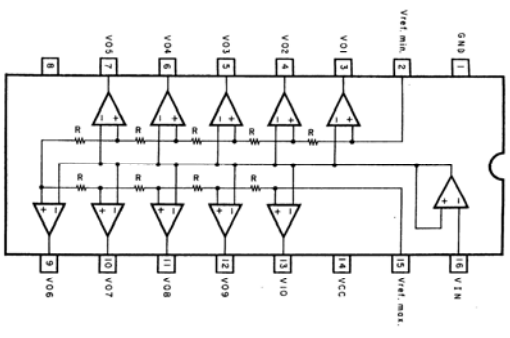 VO5 VO4 VO3 VO2 VO1 Vref.min. GND
8 7 6 5 4 3 2 1
- + - + - + - + - +
R R R R R
R R R R
+ - + - + - + - + - + -
9 10 11 12 13 14 15 16
VO6 VO7 VO8 VO9 V10 VCC Vref.max. VIN